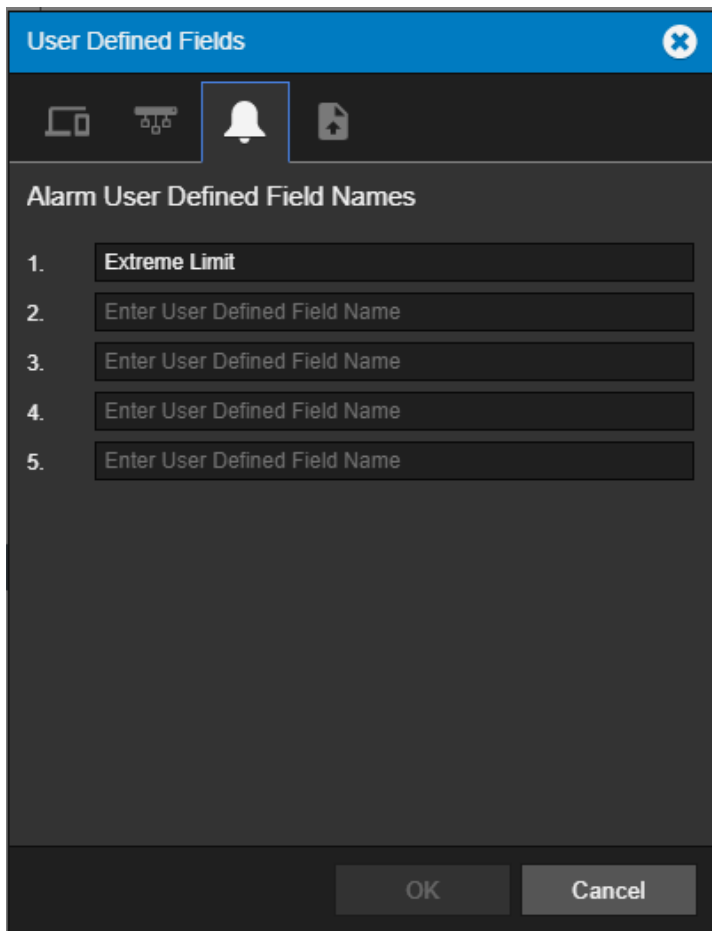 User Defined Fields
Alarm User Defined Field Names
1. Extreme Limit
2. Enter User Defined Field Name
3. Enter User Defined Field Name
4. Enter User Defined Field Name
5. Enter User Defined Field Name
OK Cancel